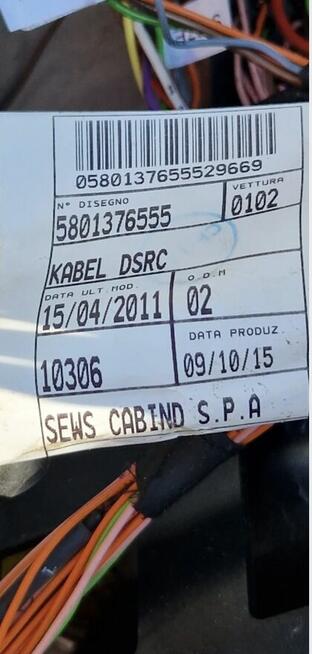 0580137655529669
N° DISEGNO VETTURA
5801376555 0102
KABEL DSRC
DATA ULT.MOD. O.D.M
15/04/2011 02
DATA PRODUZ.
10306 09/10/15
SEWS CABIND S.P.A